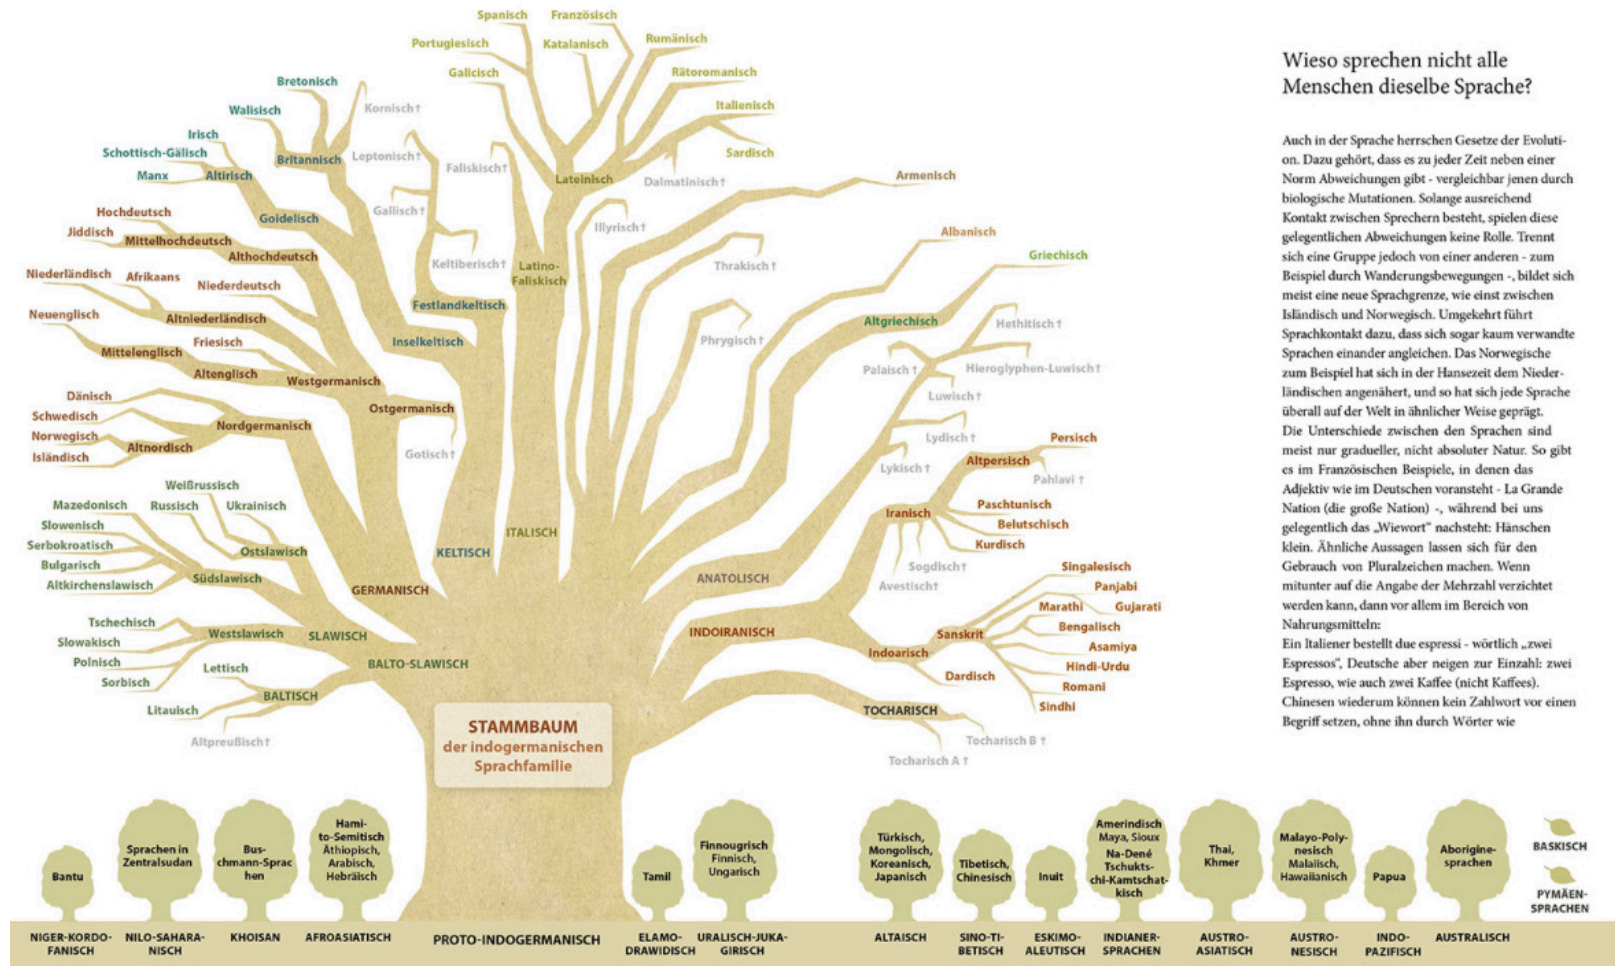 Spanisch
Französisch
Portugiesisch
Katalanisch
Rumänisch
Galicisch
Rätoromanisch
Italienisch
Sardisch
Dalmatinisch†
Lateinisch
Bretonisch
Walisisch
Kornisch†
Irisch
Schottisch-Gälisch
Manx
Altirisch
Britannisch
Goidelisch
Leptonisch†
Gallisch†
Keltiberisch†
Festlandkeltisch
Inselkeltisch
Faliskisch†
Latino-
Faliskisch
Illyrisch†
Armenisch
Albanisch
Griechisch
Altgriechisch
Thrakisch†
Phrygisch†
Hochdeutsch
Jiddisch
Mittelhochdeutsch
Althochdeutsch
Niederländisch
Afrikaans
Niederdeutsch
Neuenglisch
Altniederländisch
Mittelenglisch
Friesisch
Altenglisch
Westgermanisch
Ostgermanisch
Gotisch†
Dänisch
Schwedisch
Norwegisch
Isländisch
Altnordisch
Nordgermanisch
Hethitisch†
Palaisch†
Hieroglyphen-Luwisch†
Luwisch†
Lydisch†
Lykisch†
Persisch
Altpersisch
Pahlavi †
Iranisch
Paschtunisch
Belutschisch
Kurdisch
Sogdisch†
Avestisch†
Weißrussisch
Mazedonisch
Russisch
Ukrainisch
Slowenisch
Serbokroatisch
Bulgarisch
Altkirchenslawisch
Ostslawisch
Südslawisch
Tschechisch
Slowakisch
Polnisch
Sorbisch
Westslawisch
SLAWISCH
BALTO-SLAWISCH
Lettisch
BALTISCH
Litauisch
Altpreußisch†
GERMANISCH
KELTISCH
ITALISCH
ANATOLISCH
INDOIRANISCH
Singalesisch
Panjabi
Marathi
Gujarati
Bengalisch
Asamiya
Hindi-Urdu
Romani
Sindhi
Sanskrit
Indoarisch
Dardisch
TOCHARISCH
Tocharisch B †
Tocharisch A †
STAMMBAUM
der indogermanischen
Sprachfamilie
Wieso sprechen nicht alle
Menschen dieselbe Sprache?
Auch in der Sprache herrschen Gesetze der Evoluti-
on. Dazu gehört, dass es zu jeder Zeit neben einer
Norm Abweichungen gibt - vergleichbar jenen durch
biologische Mutationen. Solange ausreichend
Kontakt zwischen Sprechern besteht, spielen diese
gelegentlichen Abweichungen keine Rolle. Trennt
sich eine Gruppe jedoch von einer anderen - zum
Beispiel durch Wanderungsbewegungen -, bildet sich
meist eine neue Sprachgrenze, wie einst zwischen
Isländisch und Norwegisch. Umgekehrt führt
Sprachkontakt dazu, dass sich sogar kaum verwandte
Sprachen einander angleichen. Das Norwegische
zum Beispiel hat sich in der Hansezeit dem Nieder-
ländischen angenähert, und so hat sich jede Sprache
überall auf der Welt in ähnlicher Weise geprägt.
Die Unterschiede zwischen den Sprachen sind
meist nur gradueller, nicht absoluter Natur. So gibt
es im Französischen Beispiele, in denen das
Adjektiv wie im Deutschen voransteht - La Grande
Nation (die große Nation) -, während bei uns
gelegentlich das „Wiewort" nachsteht: Hänschen
klein. Ähnliche Aussagen lassen sich für den
Gebrauch von Pluralzeichen machen. Wenn
mitunter auf die Angabe der Mehrzahl verzichtet
werden kann, dann vor allem im Bereich von
Nahrungsmitteln:
Ein Italiener bestellt due espressi - wörtlich „zwei
Espressos", Deutsche aber neigen zur Einzahl: zwei
Espresso, wie auch zwei Kaffee (nicht Kaffees).
Chinesen wiederum können kein Zahlwort vor einen
Begriff setzen, ohne ihn durch Wörter wie
Bantu
Sprachen in
Zentralsudan
Bus-
chmann-Sprac
hen
Hami-
to-Semitisch
Äthiopisch,
Arabisch,
Hebräisch
Tamil
Finnougrisch
Finnisch,
Ungarisch
Türkisch,
Mongolisch,
Koreanisch,
Japanisch
Tibetisch,
Chinesisch
Inuit
Amerindisch
Maya, Sioux
Na-Dené
Tschukts-
chi-Kamtschat-
kisch
Thai,
Khmer
Malayo-Poly-
nesisch
Malaiisch,
Hawaiianisch
Papua
Aborigine-
sprachen
BASKISCH
PYMÄEN-
SPRACHEN
NIGER-KORDO-
FANISCH
NILO-SAHARA-
NISCH
KHOISAN
AFROASIATISCH
PROTO-INDOGERMANISCH
ELAMO-
DRAWIDISCH
URALISCH-JUKA-
GIRISCH
ALTAISCH
SINO-TI-
BETISCH
ESKIMO-
ALEUTISCH
INDIANER-
SPRACHEN
AUSTRO-
ASIATISCH
AUSTRO-
NESISCH
INDO-
PAZIFISCH
AUSTRALISCH